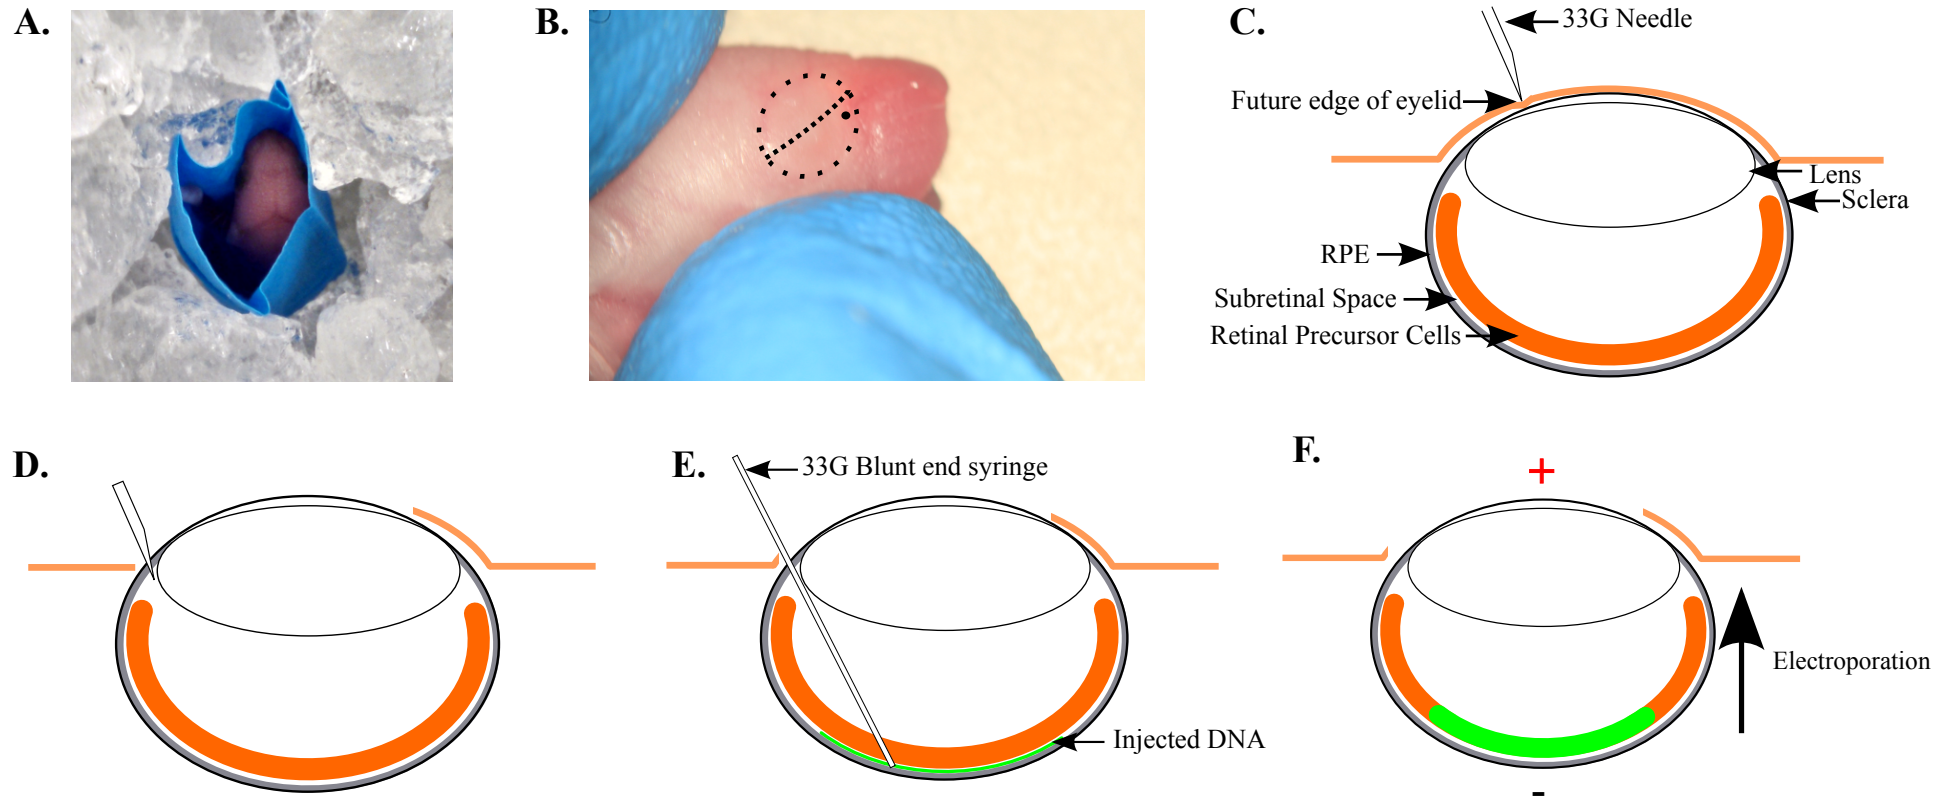 A.
B.
C.
33G Needle
Future edge of eyelid
Lens
Sclera
RPE
Subretinal Space
Retinal Precursor Cells
D.
E.
33G Blunt end syringe
Injected DNA
F.
+
Electroporation
-